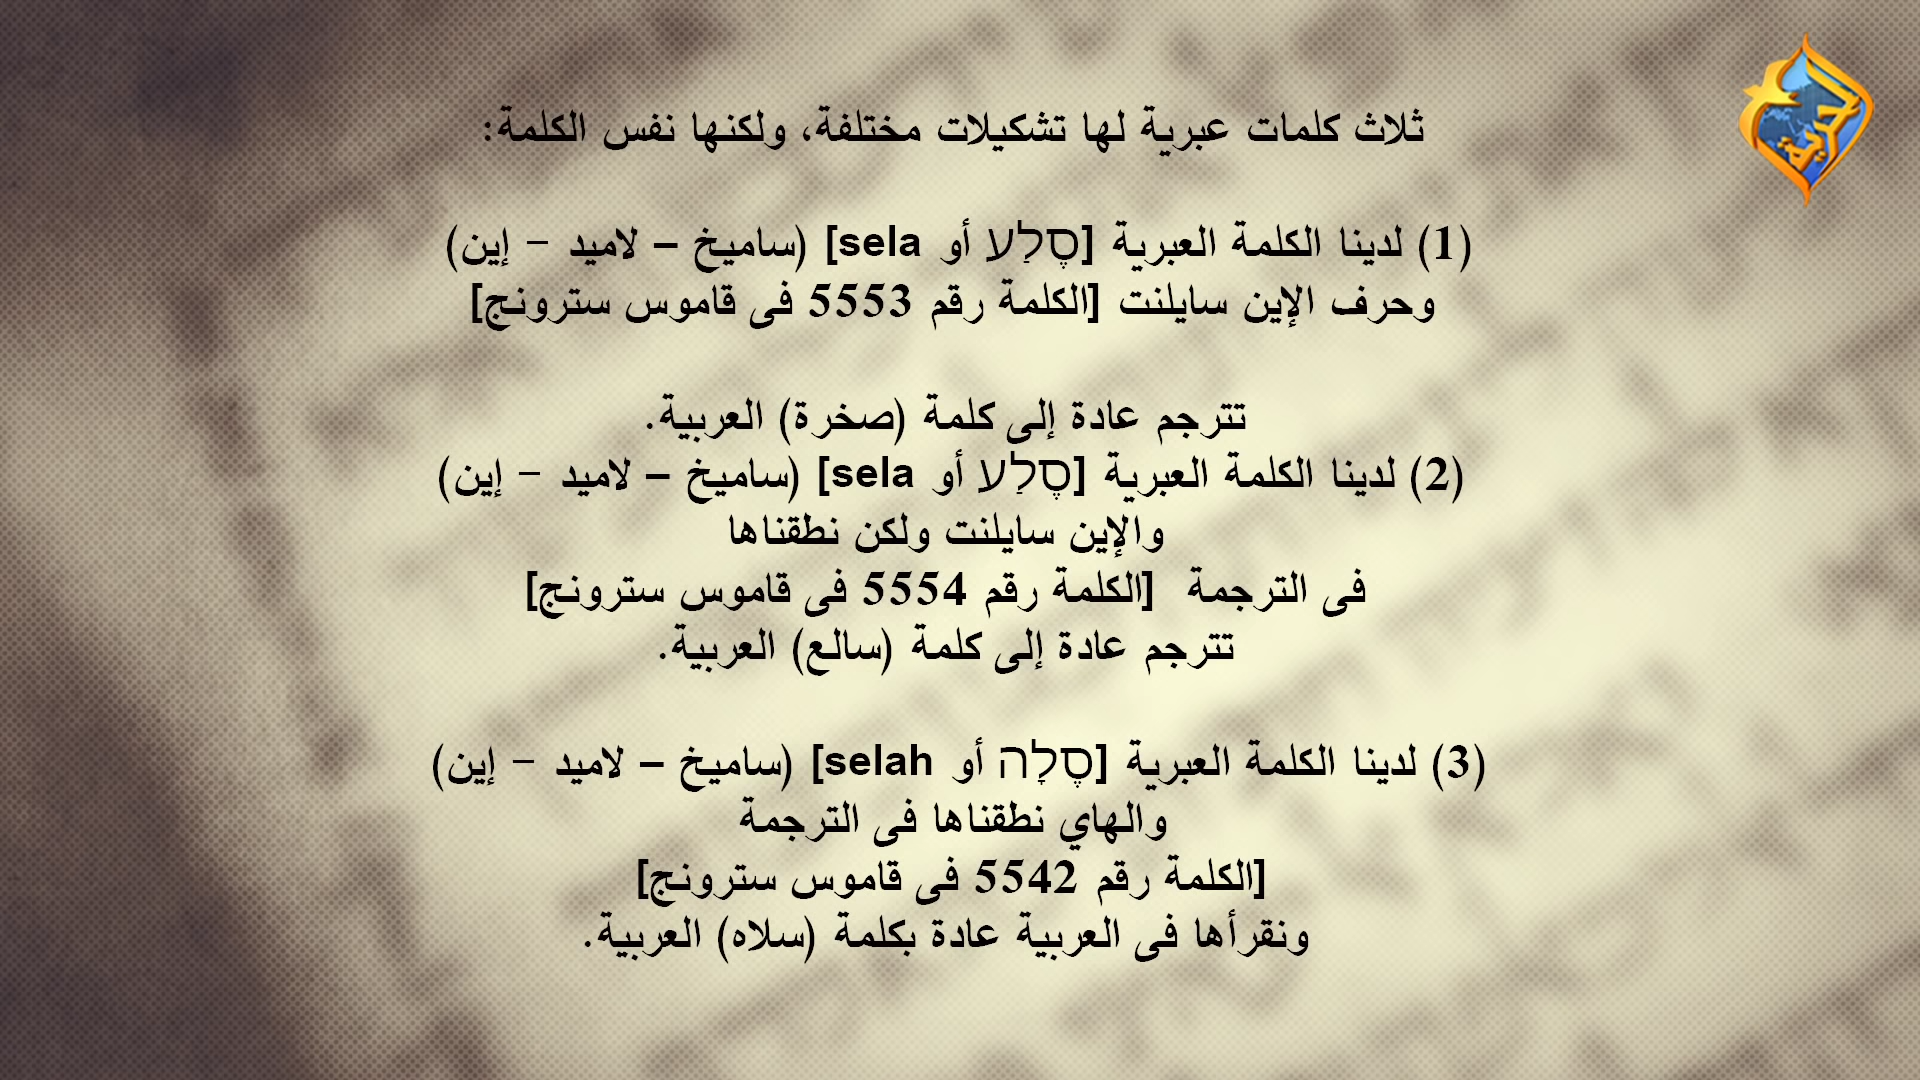 ثلاث كلمات عبرية لها تشكيلات مختلفة، ولكنها نفس الكلمة:
(1) لدينا الكلمة العبرية [סֶלַע أو sela] (ساميخ – لاميد – إين)
وحرف الإين سايلنت [الكلمة رقم 5553 فى قاموس سترونج]
تترجم عادة إلى كلمة (صخرة) العربية.
(2) لدينا الكلمة العبرية [סֶלַע أو sela] (ساميخ – لاميد – إين)
والإين سايلنت ولكن نطقناها
فى الترجمة [الكلمة رقم 5554 فى قاموس سترونج]
تترجم عادة إلى كلمة (سالع) العربية.
(3) لدينا الكلمة العبرية [סֶלָה أو selah] (ساميخ – لاميد – إين)
والهاي نطقناها فى الترجمة
[الكلمة رقم 5542 فى قاموس سترونج]
ونقرأها فى العربية عادة بكلمة (سلاه) العربية.
الحرية